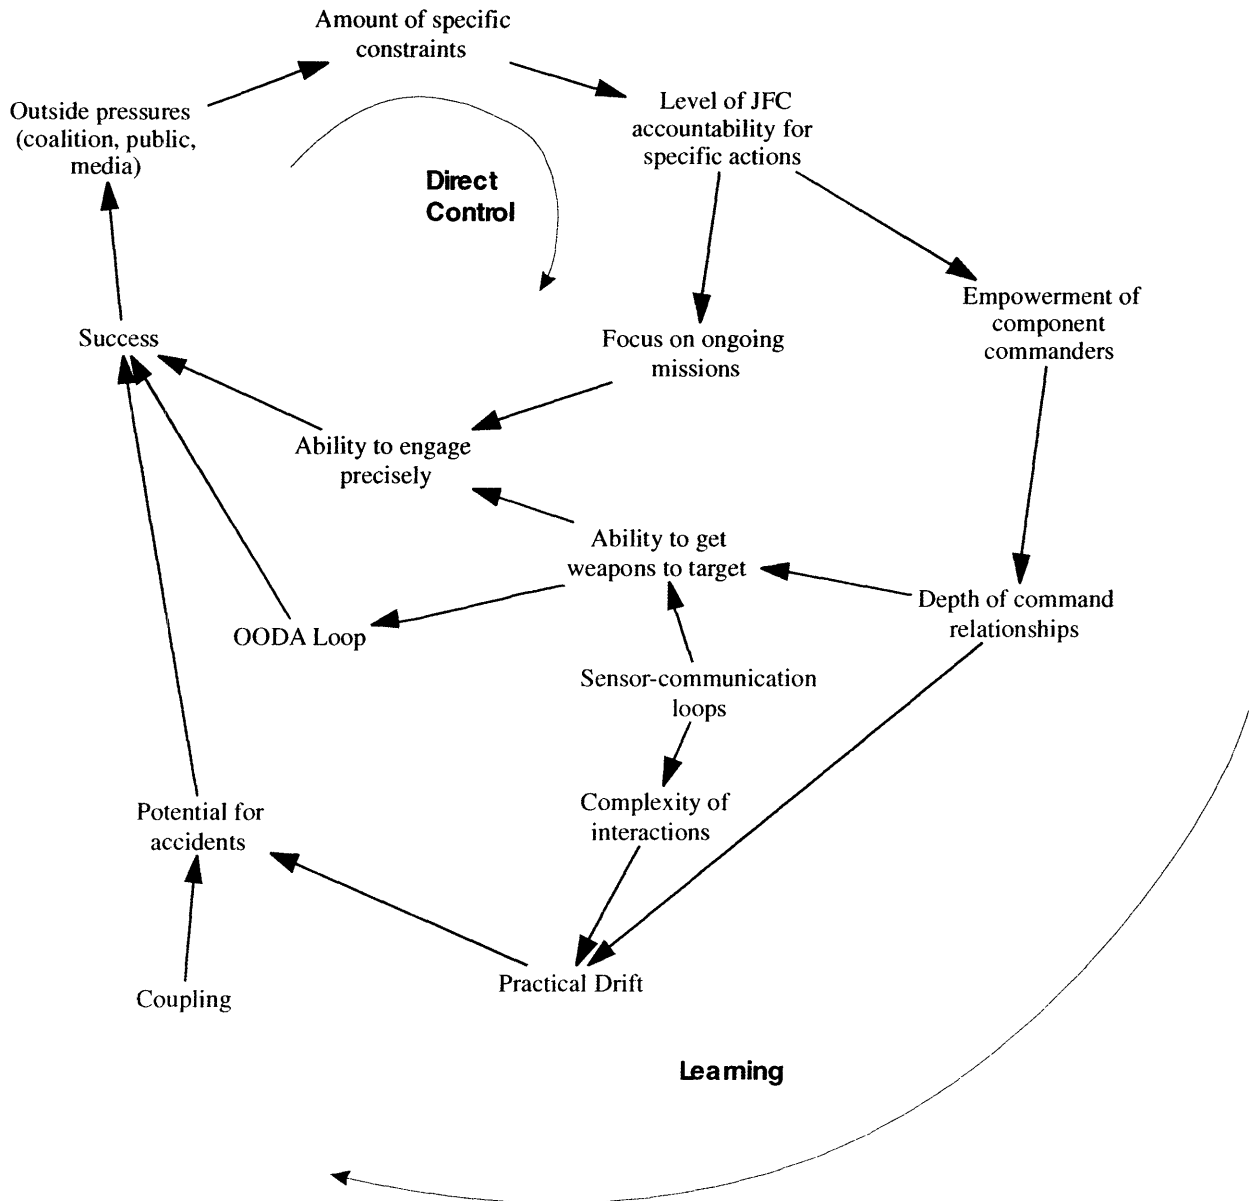 Amount of specific
constraints
Outside pressures
(coalition, public,
media)
Level of JFC
accountability for
specific actions
Direct
Control
Empowerment of
component
commanders
Success
Focus on ongoing
missions
Ability to engage
precisely
Ability to get
weapons to target
Depth of command
relationships
OODA Loop
Sensor-communication
loops
Complexity of
interactions
Potential for
accidents
Practical Drift
Coupling
Learning